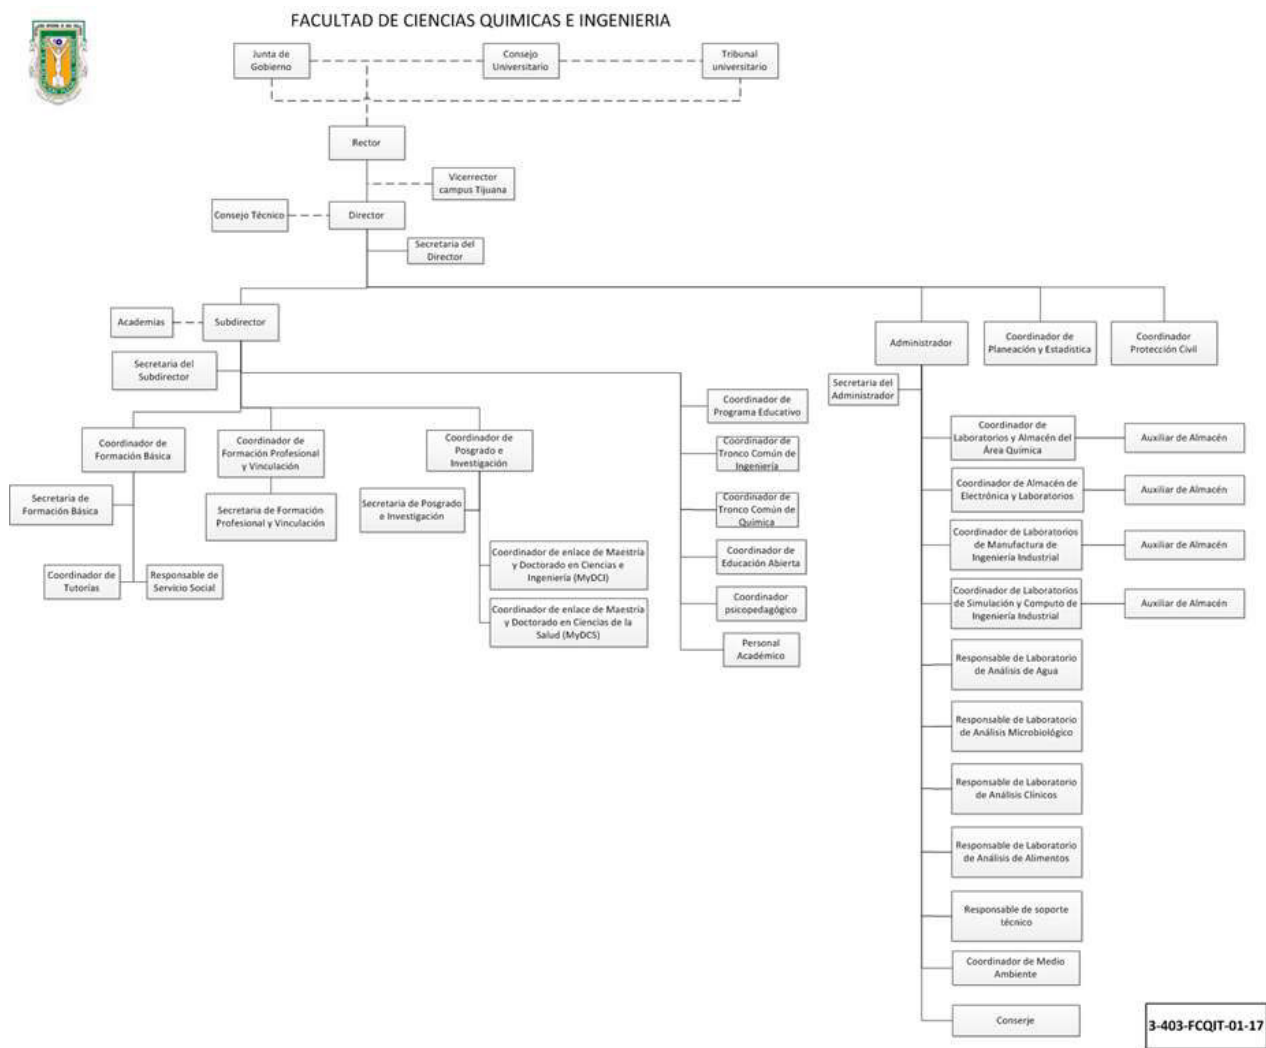 FACULTAD DE CIENCIAS QUIMICAS E INGENIERIA
Junta de
Gobierno
Consejo
Universitario
Tribunal
universitario
Rector
Vicerrector
campus Tijuana
Consejo Técnico
Director
Secretaria del
Director
Academias
Subdirector
Secretaria del
Subdirector
Administrador
Coordinador de
Planeación y Estadistica
Coordinador
Protección Civil
Secretaria del
Administrador
Coordinador de
Formación Básica
Coordinador de
Formación Profesional
y Vinculación
Coordinador de
Posgrado e
Investigación
Secretaria de
Formación Básica
Secretaria de Formación
Profesional y Vinculación
Secretaria de Posgrado
e Investigación
Coordinador de
Tutorías
Responsable de
Servicio Social
Coordinador de enlace de Maestría
y Doctorado en Ciencias e
Ingeniería (MyDCI)
Coordinador de enlace de Maestría
y Doctorado en Ciencias de la
Salud (MyDCS)
Coordinador de
Programa Educativo
Coordinador de
Tronco Común de
Ingeniería
Coordinador de
Tronco Común de
Química
Coordinador de
Educación Abierta
Coordinador
psicopedagógico
Personal
Académico
Coordinador de
Laboratorios y Almacén del
Área Química
Auxiliar de Almacén
Coordinador de Almacén de
Electrónica y Laboratorios
Auxiliar de Almacén
Coordinador de Laboratorios
de Manufactura de
Ingeniería Industrial
Auxiliar de Almacén
Coordinador de Laboratorios
de Simulación y Computo de
Ingeniería Industrial
Auxiliar de Almacén
Responsable de Laboratorio
de Análisis de Agua
Responsable de Laboratorio
de Análisis Microbiológico
Responsable de Laboratorio
de Análisis Clínicos
Responsable de Laboratorio
de Análisis de Alimentos
Responsable de soporte
técnico
Coordinador de Medio
Ambiente
Conserje
3-403-FCQIT-01-17